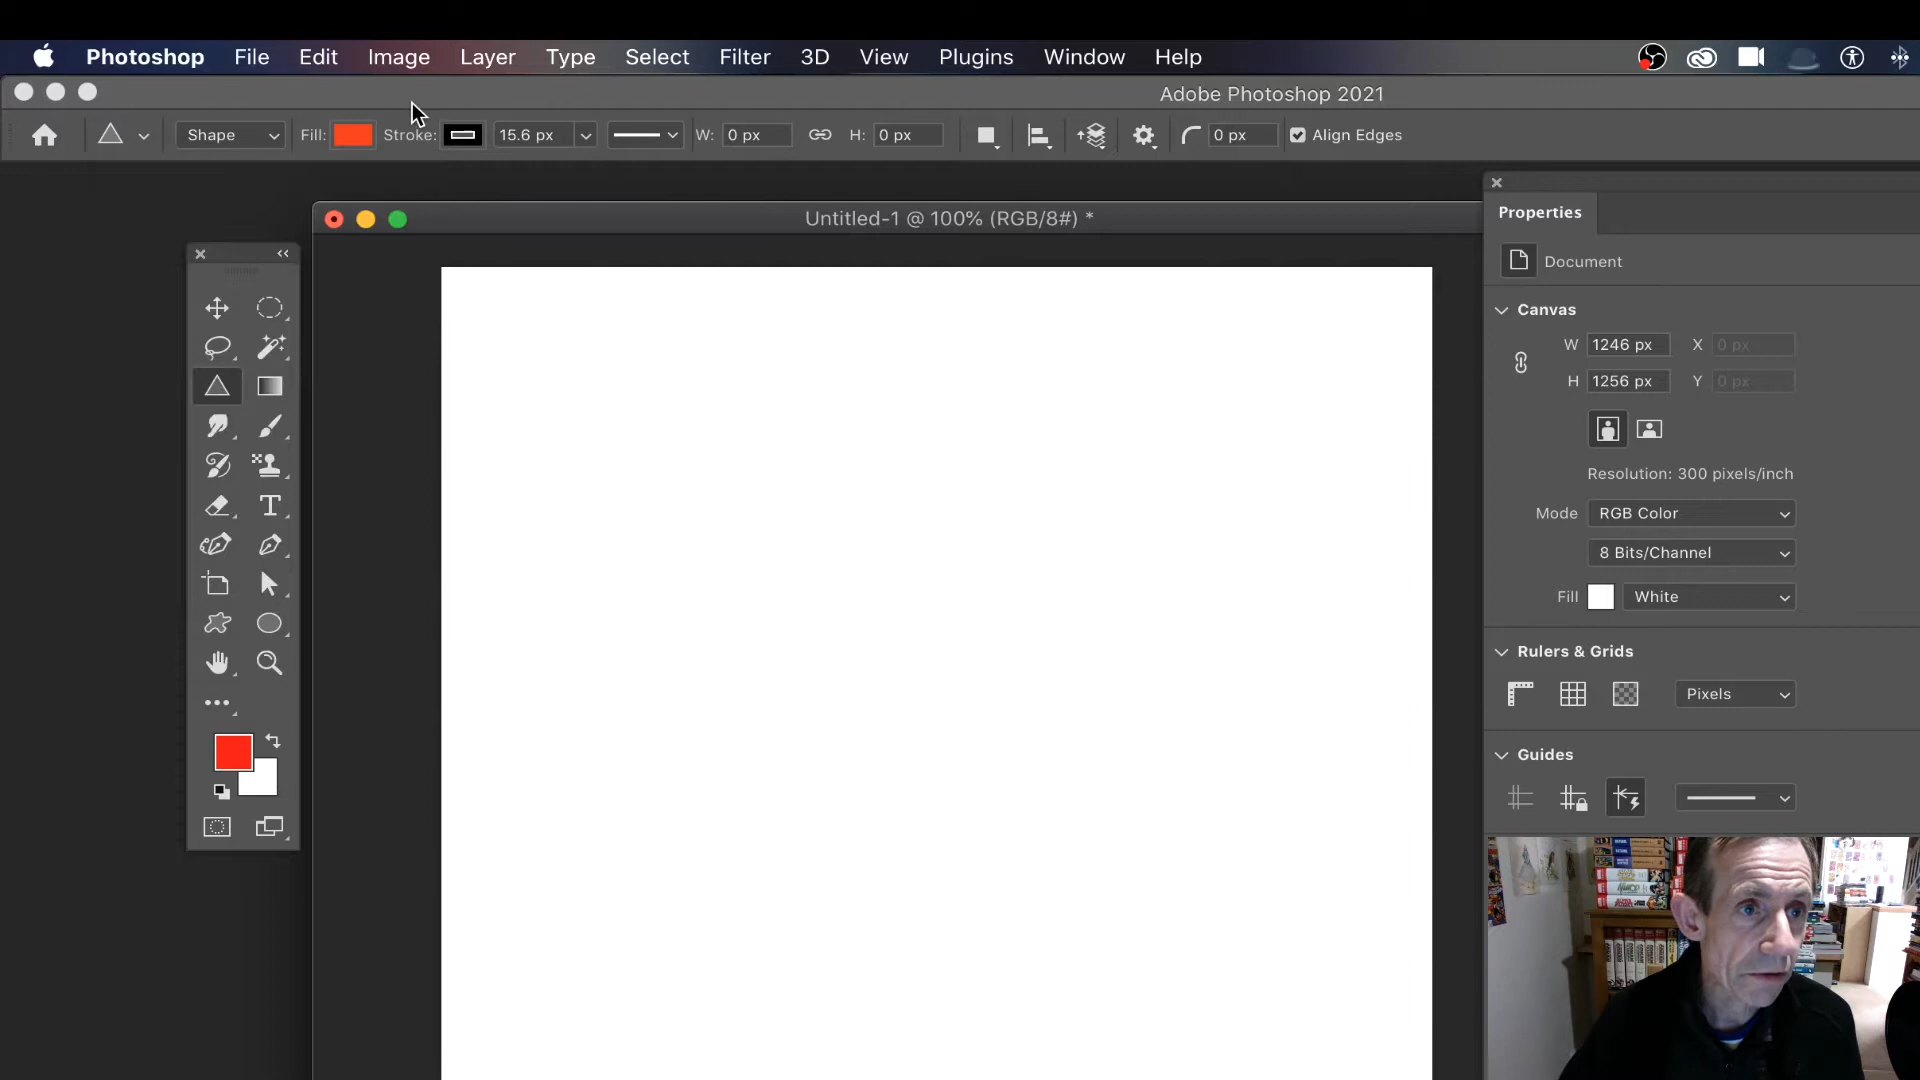 Photoshop File Edit Image Layer Type Select Filter 3D View Plugins Window Help
Adobe Photoshop 2021
Shape Fill: Stroke: 15.6 px W: 0 px H: 0 px 0 px Align Edges
Untitled-1 @ 100% (RGB/8#) *
Properties
Document
Canvas
W 1246 px X 0 px
H 1256 px Y 0 px
Resolution: 300 pixels/inch
Mode RGB Color
8 Bits/Channel
Fill White
Rulers & Grids
Pixels
Guides